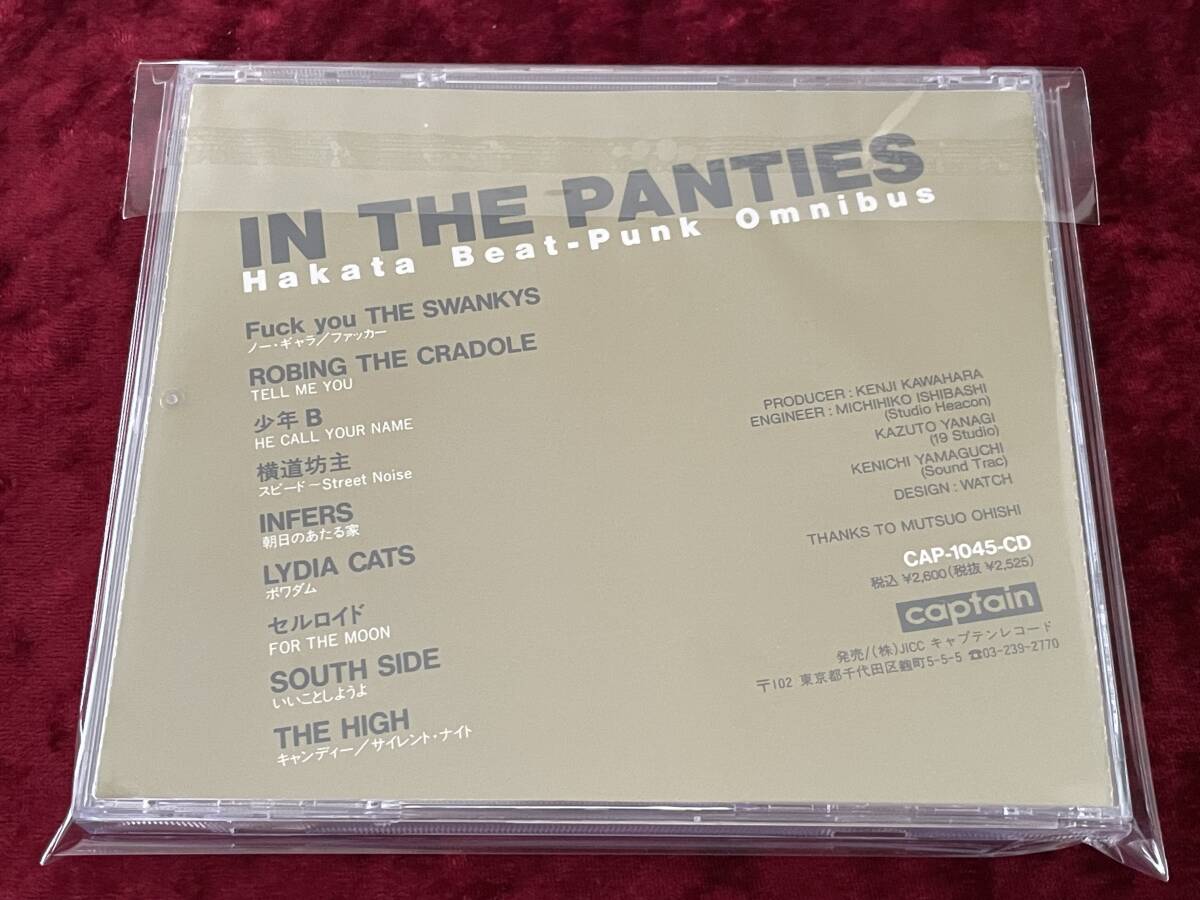 IN THE PANTIES
Hakata Beat-Punk Omnibus
Fuck you THE SWANKYS
ノー・ギャラ/ファッカー
ROBING THE CRADOLE
TELL ME YOU
少年B
HE CALL YOUR NAME
横道坊主
スピード〜Street Noise
INFERS
朝日のあたる家
LYDIA CATS
ボワダム
セルロイド
FOR THE MOON
SOUTH SIDE
いいことしようよ
THE HIGH
キャンディー/サイレント・ナイト
PRODUCER : KENJI KAWAHARA
ENGINEER : MICHIHIKO ISHIBASHI
(Studio Heacon)
KAZUTO YANAGI
(19 Studio)
KENICHI YAMAGUCHI
(Sound Trac)
DESIGN : WATCH
THANKS TO MUTSUO OHISHI
CAP-1045-CD
税込 ¥2,600(税抜 ¥2,525)
captain
発売/(株)JICC キャプテンレコード
〒102 東京都千代田区麹町5-5-5 ☎03-239-2770